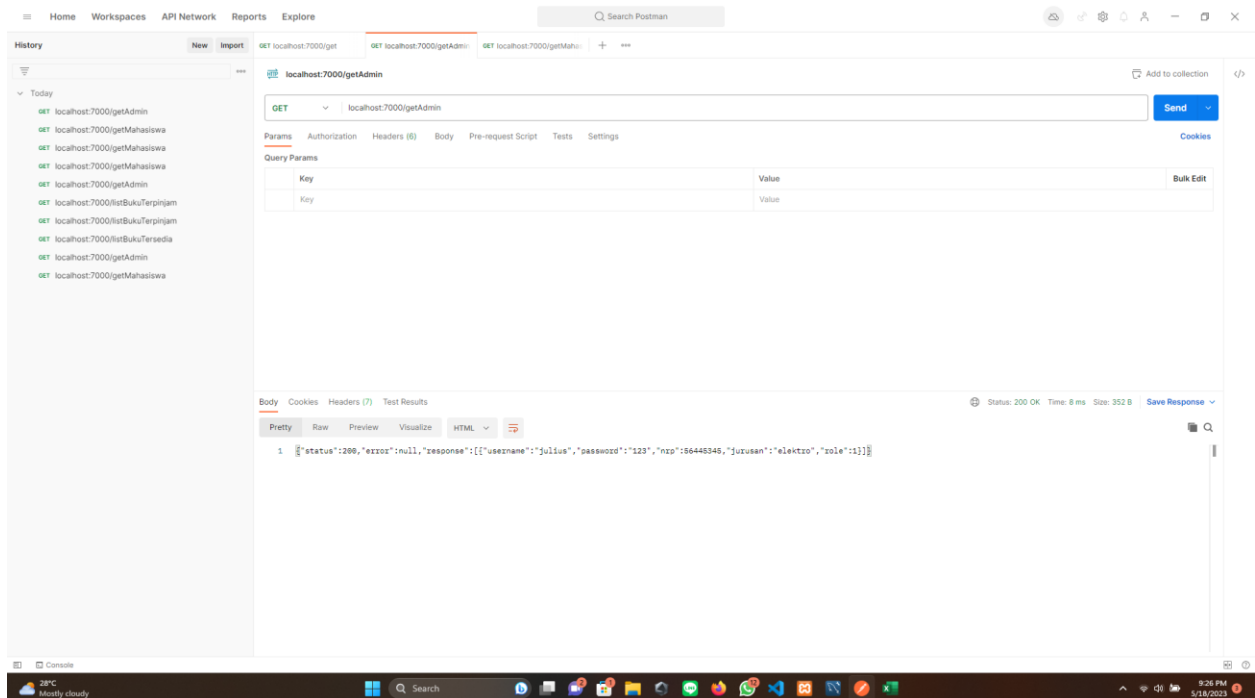 Home Workspaces API Network Reports Explore
Search Postman
History
New Import
GET localhost:7000/get
GET localhost:7000/getAdmin
GET localhost:7000/getMaha
Today
GET localhost:7000/getAdmin
GET localhost:7000/getMahasiswa
GET localhost:7000/getMahasiswa
GET localhost:7000/getMahasiswa
GET localhost:7000/getAdmin
GET localhost:7000/listBukuTerpinjam
GET localhost:7000/listBukuTerpinjam
GET localhost:7000/listBukuTersedia
GET localhost:7000/getAdmin
GET localhost:7000/getMahasiswa
HTTP localhost:7000/getAdmin
Add to collection
GET localhost:7000/getAdmin
Send
Params Authorization Headers (6) Body Pre-request Script Tests Settings
Cookies
Query Params
Key Value Bulk Edit
Key Value
Body Cookies Headers (7) Test Results
Status: 200 OK Time: 8 ms Size: 352 B Save Response
Pretty Raw Preview Visualize HTML
1 {"status":200,"error":null,"response":[{"username":"julius","password":"123","nrp":56445345,"jurusan":"elektro","role":1}]}
Console
28°C
Mostly cloudy
Search
9:26 PM
5/18/2023